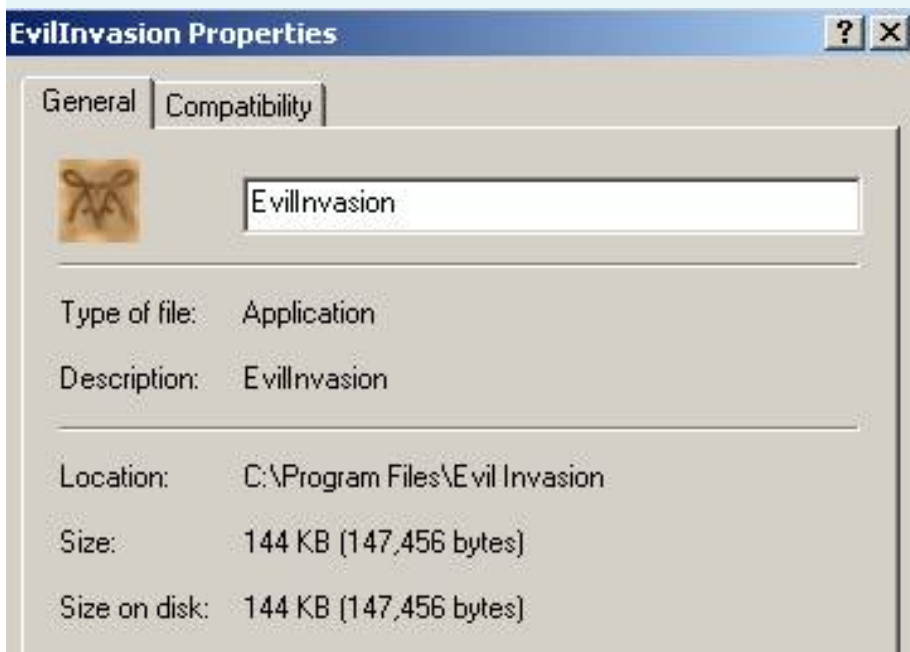 EvilInvasion Properties
General Compatibility
EvilInvasion
Type of file: Application
Description: EvilInvasion
Location: C:\Program Files\Evil Invasion
Size: 144 KB (147,456 bytes)
Size on disk: 144 KB (147,456 bytes)